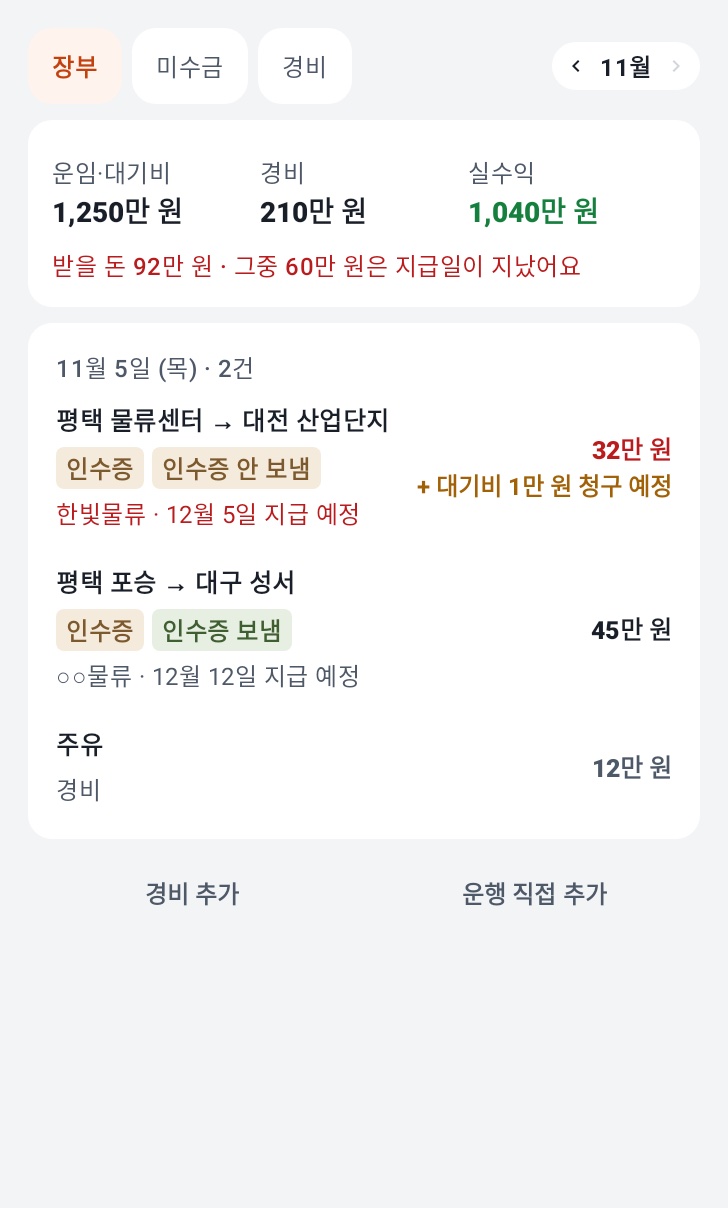 장부 미수금 경비 11월
운임·대기비 경비 실수익
1,250만 원 210만 원 1,040만 원
받을 돈 92만 원 · 그중 60만 원은 지급일이 지났어요
11월 5일 (목) · 2건
평택 물류센터 → 대전 산업단지
32만 원
인수증 인수증 안 보냄
+ 대기비 1만 원 청구 예정
한빛물류 · 12월 5일 지급 예정
평택 포승 → 대구 성서
인수증 인수증 보냄 45만 원
○○물류 · 12월 12일 지급 예정
주유
12만 원
경비
경비 추가 운행 직접 추가